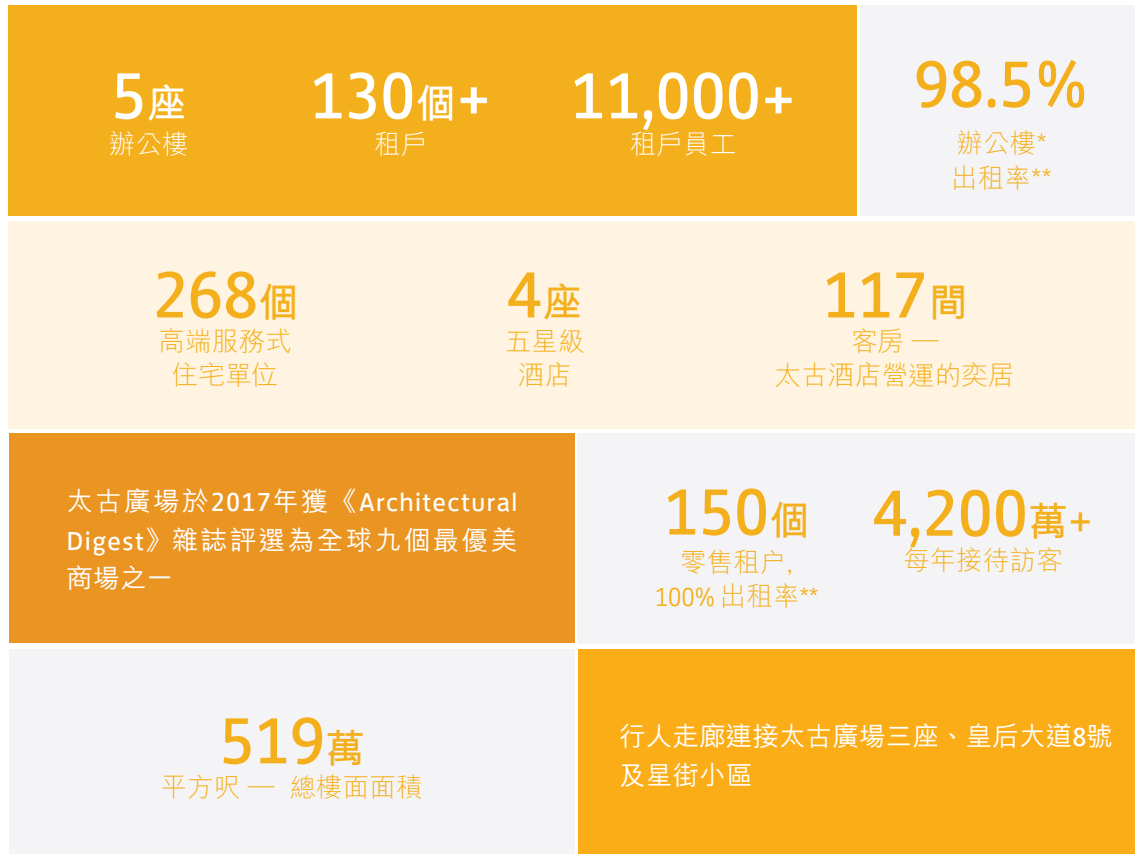 5座
辦公樓
130個+
租戶
11,000+
租戶員工
98.5%
辦公樓*
出租率**
268個
高端服務式
住宅單位
4座
五星級
酒店
117間
客房 —
太古酒店營運的奕居
太古廣場於2017年獲《Architectural
Digest》雜誌評選為全球九個最優美
商場之一
150個
零售租户,
100% 出租率**
4,200萬+
每年接待訪客
519萬
平方呎 — 總樓面面積
行人走廊連接太古廣場三座、皇后大道8號
及星街小區